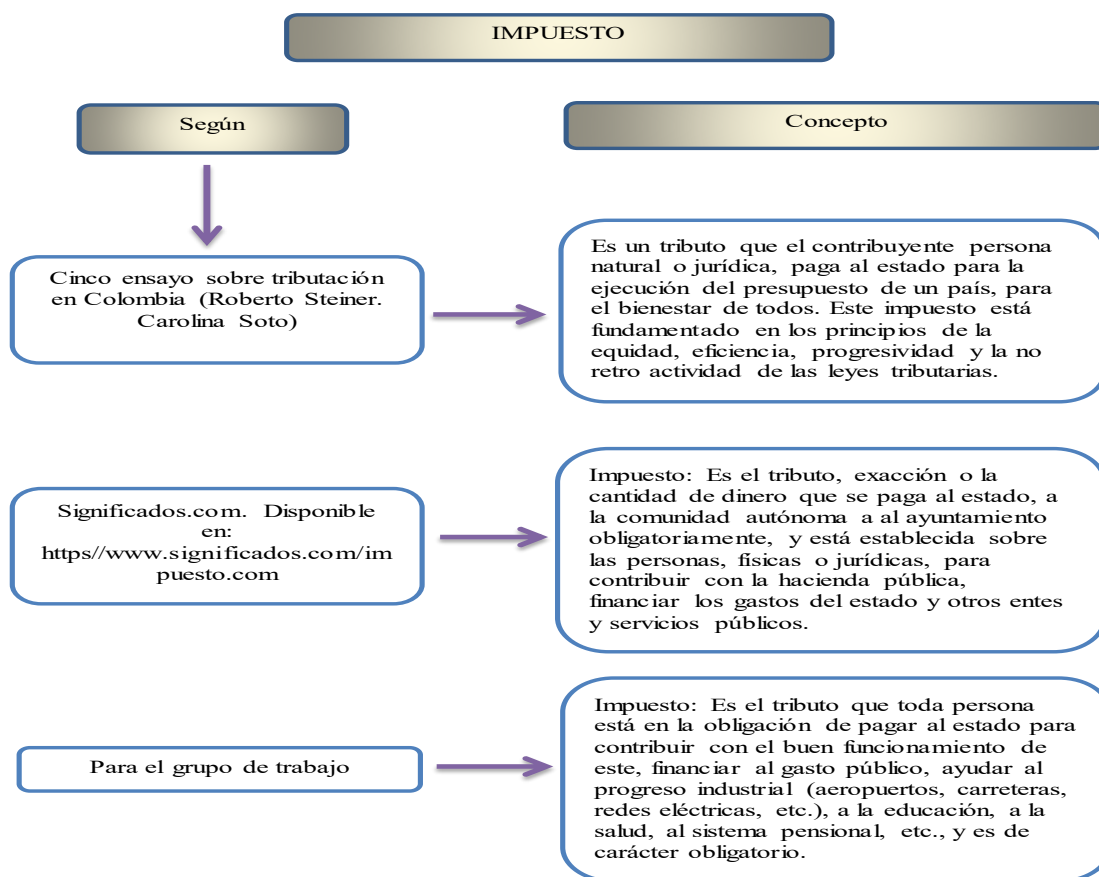 IMPUESTO
Según
Concepto
Cinco ensayo sobre tributación
en Colombia (Roberto Steiner.
Carolina Soto)
Es un tributo que el contribuyente persona
natural o jurídica, paga al estado para la
ejecución del presupuesto de un país, para
el bienestar de todos. Este impuesto está
fundamentado en los principios de la
equidad, eficiencia, progresividad y la no
retro actividad de las leyes tributarias.
Significados.com. Disponible
en:
https//www.significados.com/im
puesto.com
Impuesto: Es el tributo, exacción o la
cantidad de dinero que se paga al estado, a
la comunidad autónoma a al ayuntamiento
obligatoriamente, y está establecida sobre
las personas, físicas o jurídicas, para
contribuir con la hacienda pública,
financiar los gastos del estado y otros entes
y servicios públicos.
Para el grupo de trabajo
Impuesto: Es el tributo que toda persona
está en la obligación de pagar al estado para
contribuir con el buen funcionamiento de
este, financiar al gasto público, ayudar al
progreso industrial (aeropuertos, carreteras,
redes eléctricas, etc.), a la educación, a la
salud, al sistema pensional, etc., y es de
carácter obligatorio.